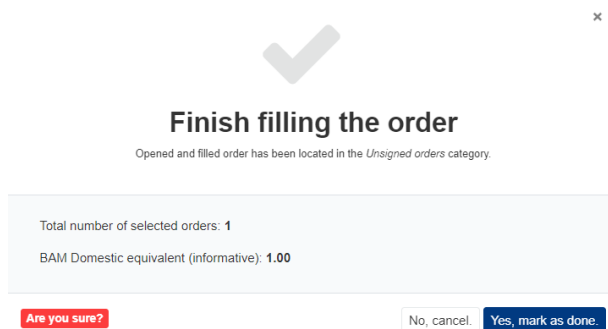 ×
Finish filling the order
Opened and filled order has been located in the Unsigned orders category.
Total number of selected orders: 1
BAM Domestic equivalent (informative): 1.00
Are you sure?
No, cancel.
Yes, mark as done.